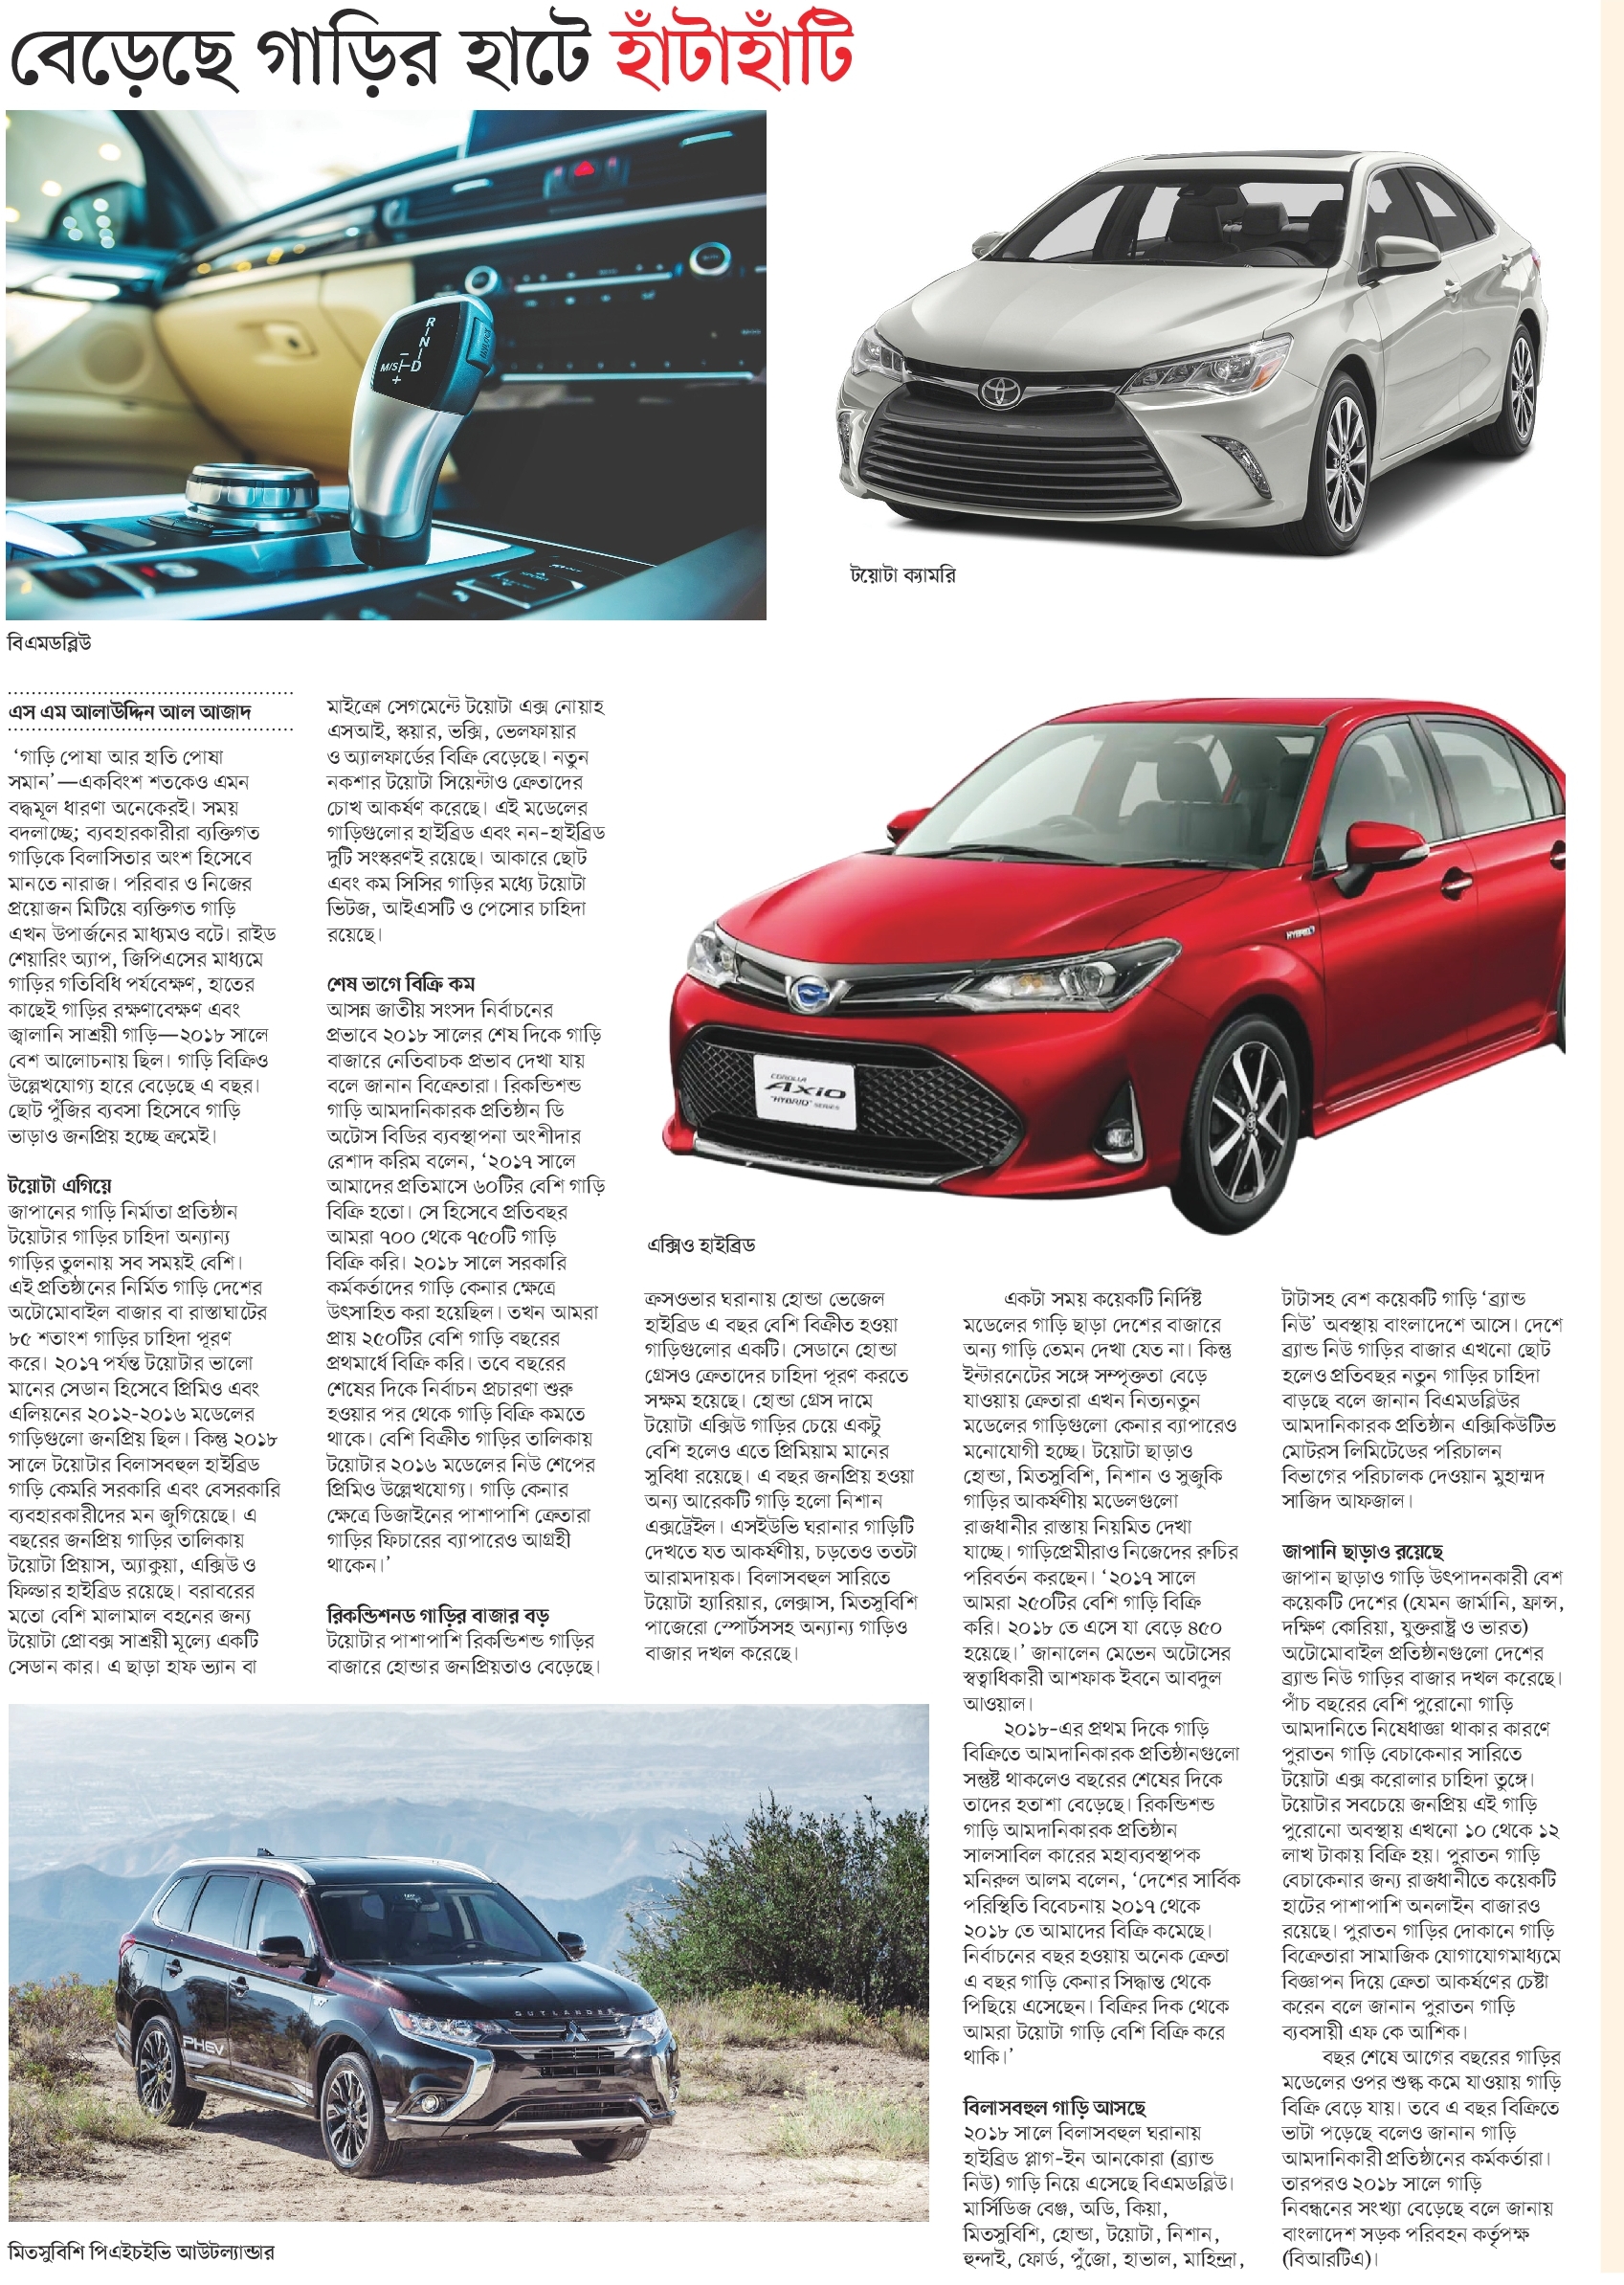 বেড়েছে গাড়ির হাটে হাঁটাহাঁটি
বিএমডব্লিউ
টয়োটা ক্যামরি
এস এম আলাউদ্দিন আল আজাদ
‘গাড়ি পোষা আর হাতি পোষা
সমান’—একবিংশ শতকেও এমন
বদ্ধমূল ধারণা অনেকেরই। সময়
বদলাচ্ছে; ব্যবহারকারীরা ব্যক্তিগত
গাড়িকে বিলাসিতার অংশ হিসেবে
মানতে নারাজ। পরিবার ও নিজের
প্রয়োজন মিটিয়ে ব্যক্তিগত গাড়ি
এখন উপার্জনের মাধ্যমও বটে। রাইড
শেয়ারিং অ্যাপ, জিপিএসের মাধ্যমে
গাড়ির গতিবিধি পর্যবেক্ষণ, হাতের
কাছেই গাড়ির রক্ষণাবেক্ষণ এবং
জ্বালানি সাশ্রয়ী গাড়ি—২০১৮ সালে
বেশ আলোচনায় ছিল। গাড়ি বিক্রিও
উল্লেখযোগ্য হারে বেড়েছে এ বছর।
ছোট পুঁজির ব্যবসা হিসেবে গাড়ি
ভাড়াও জনপ্রিয় হচ্ছে ক্রমেই।
টয়োটা এগিয়ে
জাপানের গাড়ি নির্মাতা প্রতিষ্ঠান
টয়োটার গাড়ির চাহিদা অন্যান্য
গাড়ির তুলনায় সব সময়ই বেশি।
এই প্রতিষ্ঠানের নির্মিত গাড়ি দেশের
অটোমোবাইল বাজার বা রাস্তাঘাটের
৮৫ শতাংশ গাড়ির চাহিদা পূরণ
করে। ২০১৭ পর্যন্ত টয়োটার ভালো
মানের সেডান হিসেবে প্রিমিও এবং
এলিয়নের ২০১২-২০১৬ মডেলের
গাড়িগুলো জনপ্রিয় ছিল। কিন্তু ২০১৮
সালে টয়োটার বিলাসবহুল হাইব্রিড
গাড়ি কেমরি সরকারি এবং বেসরকারি
ব্যবহারকারীদের মন জুগিয়েছে। এ
বছরের জনপ্রিয় গাড়ির তালিকায়
টয়োটা প্রিয়াস, অ্যাকুয়া, এক্সিউ ও
ফিল্ডার হাইব্রিড রয়েছে। বরাবরের
মতো বেশি মালামাল বহনের জন্য
টয়োটা প্রোবক্স সাশ্রয়ী মূল্যে একটি
সেডান কার। এ ছাড়া হাফ ভ্যান বা
মাইক্রো সেগমেন্টে টয়োটা এক্স নোয়াহ
এসআই, স্কয়ার, ভক্সি, ভেলফায়ার
ও অ্যালফার্ডের বিক্রি বেড়েছে। নতুন
নকশার টয়োটা সিয়েন্টাও ক্রেতাদের
চোখ আকর্ষণ করেছে। এই মডেলের
গাড়িগুলোর হাইব্রিড এবং নন-হাইব্রিড
দুটি সংস্করণই রয়েছে। আকারে ছোট
এবং কম সিসির গাড়ির মধ্যে টয়োটা
ভিটজ, আইএসটি ও পেসোর চাহিদা
রয়েছে।
শেষ ভাগে বিক্রি কম
আসন্ন জাতীয় সংসদ নির্বাচনের
প্রভাবে ২০১৮ সালের শেষ দিকে গাড়ি
বাজারে নেতিবাচক প্রভাব দেখা যায়
বলে জানান বিক্রেতারা। রিকন্ডিশন্ড
গাড়ি আমদানিকারক প্রতিষ্ঠান ডি
অটোস বিডির ব্যবস্থাপনা অংশীদার
রেশাদ করিম বলেন, ‘২০১৭ সালে
আমাদের প্রতিমাসে ৬০টির বেশি গাড়ি
বিক্রি হতো। সে হিসেবে প্রতিবছর
আমরা ৭০০ থেকে ৭৫০টি গাড়ি
বিক্রি করি। ২০১৮ সালে সরকারি
কর্মকর্তাদের গাড়ি কেনার ক্ষেত্রে
উৎসাহিত করা হয়েছিল। তখন আমরা
প্রায় ২৫০টির বেশি গাড়ি বছরের
প্রথমার্ধে বিক্রি করি। তবে বছরের
শেষের দিকে নির্বাচন প্রচারণা শুরু
হওয়ার পর থেকে গাড়ি বিক্রি কমতে
থাকে। বেশি বিক্রীত গাড়ির তালিকায়
টয়োটার ২০১৬ মডেলের নিউ শেপের
প্রিমিও উল্লেখযোগ্য। গাড়ি কেনার
ক্ষেত্রে ডিজাইনের পাশাপাশি ক্রেতারা
গাড়ির ফিচারের ব্যাপারেও আগ্রহী
থাকেন।’
রিকন্ডিশনড গাড়ির বাজার বড়
টয়োটার পাশাপাশি রিকন্ডিশন্ড গাড়ির
বাজারে হোন্ডার জনপ্রিয়তাও বেড়েছে।
HYBRID
COROLLA
AXIO
"HYBRID" SERIES
এক্সিও হাইব্রিড
ক্রসওভার ঘরানায় হোন্ডা ভেজেল
হাইব্রিড এ বছর বেশি বিক্রীত হওয়া
গাড়িগুলোর একটি। সেডানে হোন্ডা
গ্রেসও ক্রেতাদের চাহিদা পূরণ করতে
সক্ষম হয়েছে। হোন্ডা গ্রেস দামে
টয়োটা এক্সিউ গাড়ির চেয়ে একটু
বেশি হলেও এতে প্রিমিয়াম মানের
সুবিধা রয়েছে। এ বছর জনপ্রিয় হওয়া
অন্য আরেকটি গাড়ি হলো নিশান
এক্সট্রেইল। এসইউভি ঘরানার গাড়িটি
দেখতে যত আকর্ষণীয়, চড়তেও ততটা
আরামদায়ক। বিলাসবহুল সারিতে
টয়োটা হ্যারিয়ার, লেক্সাস, মিতসুবিশি
পাজেরো স্পোর্টসসহ অন্যান্য গাড়িও
বাজার দখল করেছে।
একটা সময় কয়েকটি নির্দিষ্ট
মডেলের গাড়ি ছাড়া দেশের বাজারে
অন্য গাড়ি তেমন দেখা যেত না। কিন্তু
ইন্টারনেটের সঙ্গে সম্পৃক্ততা বেড়ে
যাওয়ায় ক্রেতারা এখন নিত্যনতুন
মডেলের গাড়িগুলো কেনার ব্যাপারেও
মনোযোগী হচ্ছে। টয়োটা ছাড়াও
হোন্ডা, মিতসুবিশি, নিশান ও সুজুকি
গাড়ির আকর্ষণীয় মডেলগুলো
রাজধানীর রাস্তায় নিয়মিত দেখা
যাচ্ছে। গাড়িপ্রেমীরাও নিজেদের রুচির
পরিবর্তন করছেন। ‘২০১৭ সালে
আমরা ২৫০টির বেশি গাড়ি বিক্রি
করি। ২০১৮ তে এসে যা বেড়ে ৪৫০
হয়েছে।’ জানালেন মেভেন অটোসের
স্বত্বাধিকারী আশফাক ইবনে আবদুল
আওয়াল।
২০১৮-এর প্রথম দিকে গাড়ি
বিক্রিতে আমদানিকারক প্রতিষ্ঠানগুলো
সন্তুষ্ট থাকলেও বছরের শেষের দিকে
তাদের হতাশা বেড়েছে। রিকন্ডিশন্ড
গাড়ি আমদানিকারক প্রতিষ্ঠান
সালসাবিল কারের মহাব্যবস্থাপক
মনিরুল আলম বলেন, ‘দেশের সার্বিক
পরিস্থিতি বিবেচনায় ২০১৭ থেকে
২০১৮ তে আমাদের বিক্রি কমেছে।
নির্বাচনের বছর হওয়ায় অনেক ক্রেতা
এ বছর গাড়ি কেনার সিদ্ধান্ত থেকে
পিছিয়ে এসেছেন। বিক্রির দিক থেকে
আমরা টয়োটা গাড়ি বেশি বিক্রি করে
থাকি।’
বিলাসবহুল গাড়ি আসছে
২০১৮ সালে বিলাসবহুল ঘরানায়
হাইব্রিড প্লাগ-ইন আনকোরা (ব্র্যান্ড
নিউ) গাড়ি নিয়ে এসেছে বিএমডব্লিউ।
মার্সিডিজ বেঞ্জ, অডি, কিয়া,
মিতসুবিশি, হোন্ডা, টয়োটা, নিশান,
হুন্দাই, ফোর্ড, পুঁজো, হাভাল, মাহিন্দ্রা,
টাটাসহ বেশ কয়েকটি গাড়ি ‘ব্র্যান্ড
নিউ’ অবস্থায় বাংলাদেশে আসে। দেশে
ব্র্যান্ড নিউ গাড়ির বাজার এখনো ছোট
হলেও প্রতিবছর নতুন গাড়ির চাহিদা
বাড়ছে বলে জানান বিএমডব্লিউর
আমদানিকারক প্রতিষ্ঠান এক্সিকিউটিভ
মোটরস লিমিটেডের পরিচালন
বিভাগের পরিচালক দেওয়ান মুহাম্মদ
সাজিদ আফজাল।
জাপানি ছাড়াও রয়েছে
জাপান ছাড়াও গাড়ি উৎপাদনকারী বেশ
কয়েকটি দেশের (যেমন জার্মানি, ফ্রান্স,
দক্ষিণ কোরিয়া, যুক্তরাষ্ট্র ও ভারত)
অটোমোবাইল প্রতিষ্ঠানগুলো দেশের
ব্র্যান্ড নিউ গাড়ির বাজার দখল করেছে।
পাঁচ বছরের বেশি পুরোনো গাড়ি
আমদানিতে নিষেধাজ্ঞা থাকার কারণে
পুরাতন গাড়ি বেচাকেনার সারিতে
টয়োটা এক্স করোলার চাহিদা তুঙ্গে।
টয়োটার সবচেয়ে জনপ্রিয় এই গাড়ি
পুরোনো অবস্থায় এখনো ১০ থেকে ১২
লাখ টাকায় বিক্রি হয়। পুরাতন গাড়ি
বেচাকেনার জন্য রাজধানীতে কয়েকটি
হাটের পাশাপাশি অনলাইন বাজারও
রয়েছে। পুরাতন গাড়ির দোকানে গাড়ি
বিক্রেতারা সামাজিক যোগাযোগমাধ্যমে
বিজ্ঞাপন দিয়ে ক্রেতা আকর্ষণের চেষ্টা
করেন বলে জানান পুরাতন গাড়ি
ব্যবসায়ী এফ কে আশিক।
বছর শেষে আগের বছরের গাড়ির
মডেলের ওপর শুল্ক কমে যাওয়ায় গাড়ি
বিক্রি বেড়ে যায়। তবে এ বছর বিক্রিতে
ভাটা পড়েছে বলেও জানান গাড়ি
আমদানিকারী প্রতিষ্ঠানের কর্মকর্তারা।
তারপরও ২০১৮ সালে গাড়ি
নিবন্ধনের সংখ্যা বেড়েছে বলে জানায়
বাংলাদেশ সড়ক পরিবহন কর্তৃপক্ষ
(বিআরটিএ)।
OUTLANDER
PHEV
মিতসুবিশি পিএইচইভি আউটল্যান্ডার